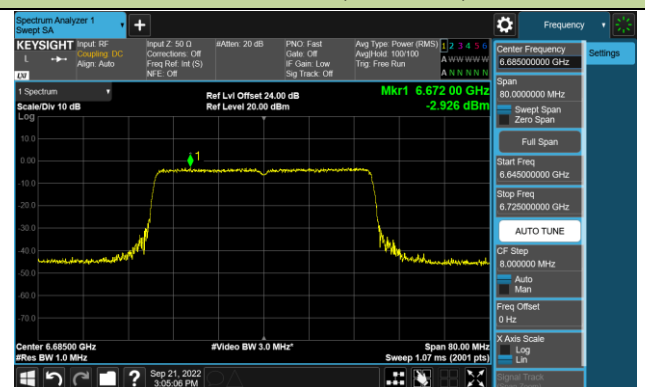 Spectrum Analyzer 1
Swept SA
Frequency
KEYSIGHT
L
Input: RF
Coupling: DC
Align: Auto
Input Z: 50 Ω
Corrections: Off
Freq Ref: Int (S)
NFE: Off
#Atten: 20 dB
PNO: Fast
Gate: Off
IF Gain: Low
Sig Track: Off
Avg Type: Power (RMS)
Avg|Hold: 100/100
Trig: Free Run
1 2 3 4 5 6
A W W W W W
A N N N N N
LXI
1 Spectrum
Scale/Div 10 dB
Log
Ref Lvl Offset 24.00 dB
Ref Level 20.00 dBm
Mkr1 6.672 00 GHz
-2.926 dBm
10.0
0.00
-10.0
-20.0
-30.0
-40.0
-50.0
-60.0
-70.0
1
Center 6.68500 GHz
#Res BW 1.0 MHz
#Video BW 3.0 MHz*
Span 80.00 MHz
Sweep 1.07 ms (2001 pts)
Sep 21, 2022
3:05:06 PM
?
Center Frequency
6.685000000 GHz
Settings
Span
80.0000000 MHz
Swept Span
Zero Span
Full Span
Start Freq
6.645000000 GHz
Stop Freq
6.725000000 GHz
AUTO TUNE
CF Step
8.000000 MHz
Auto
Man
Freq Offset
0 Hz
X Axis Scale
Log
Lin
Signal Track